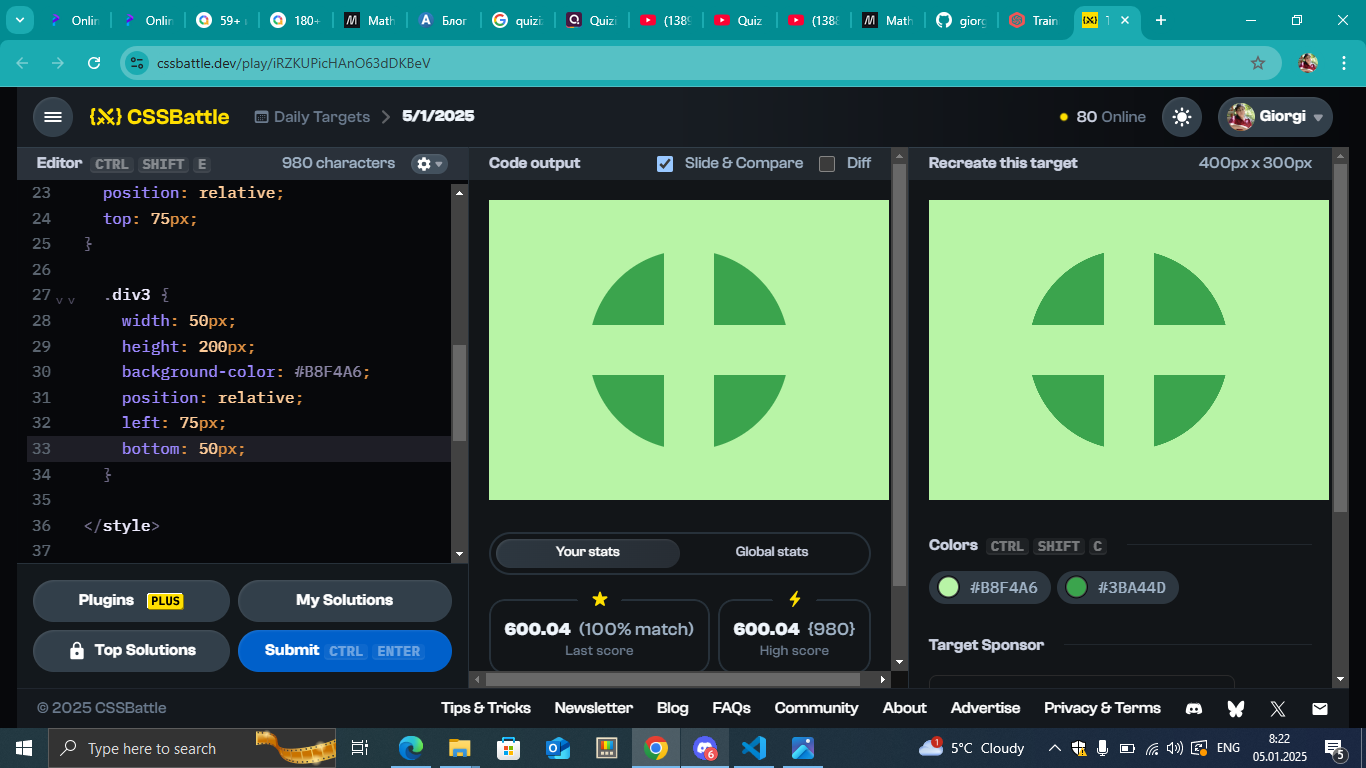 Onlin
Onlin
59+
180+
Math
Блог
quizi
Quizi
(1389
Quiz
(1388
Math
giorg
Train
cssbattle.dev/play/iRZKUPicHAnO63dDKBeV
CSSBattle
Daily Targets
5/1/2025
80 Online
Giorgi
Editor CTRL SHIFT E
980 characters
23 position: relative;
24 top: 75px;
25 }
26
27 .div3 {
28 width: 50px;
29 height: 200px;
30 background-color: #B8F4A6;
31 position: relative;
32 left: 75px;
33 bottom: 50px;
34 }
35
36 </style>
37
Plugins PLUS
My Solutions
Top Solutions
Submit CTRL ENTER
Code output
Slide & Compare
Diff
Your stats
Global stats
600.04 (100% match)
Last score
600.04 {980}
High score
Recreate this target
400px x 300px
Colors CTRL SHIFT C
#B8F4A6
#3BA44D
Target Sponsor
© 2025 CSSBattle
Tips & Tricks
Newsletter
Blog
FAQs
Community
About
Advertise
Privacy & Terms
Type here to search
6
1
5°C Cloudy
ENG
8:22
05.01.2025
5